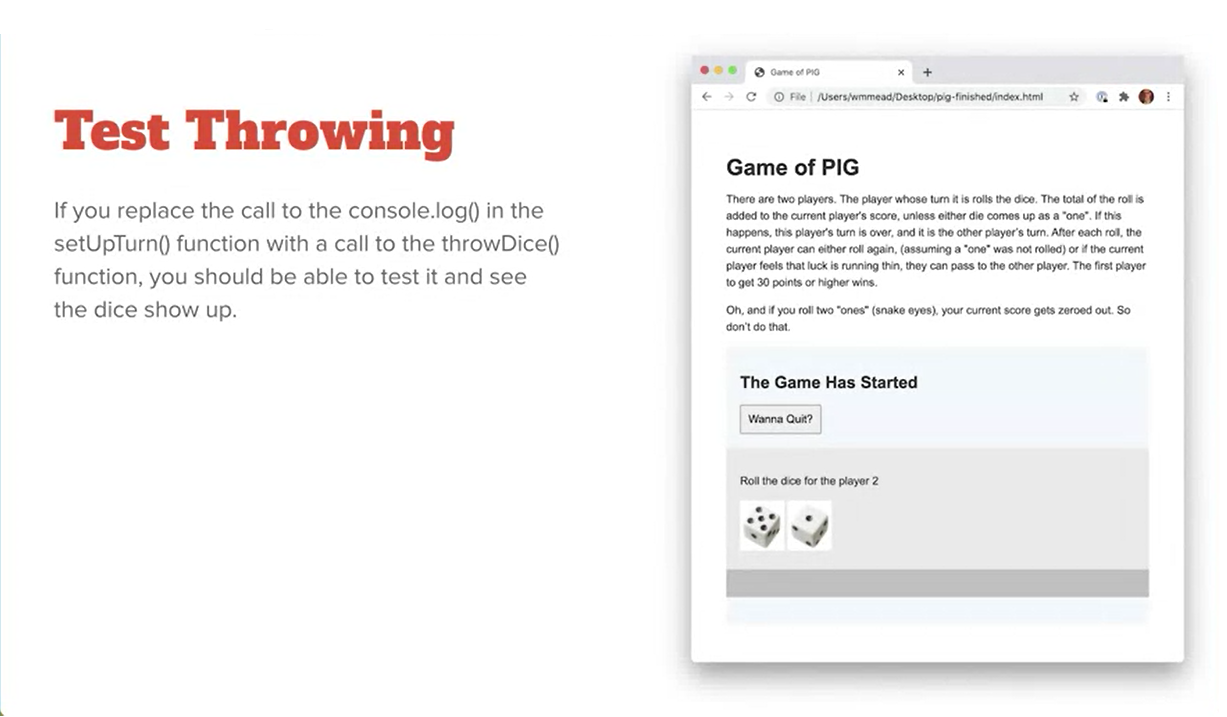 Test Throwing
If you replace the call to the console.log() in the
setUpTurn() function with a call to the throwDice()
function, you should be able to test it and see
the dice show up.
Game of PIG
File | /Users/wmmead/Desktop/pig-finished/index.html
Game of PIG
There are two players. The player whose turn it is rolls the dice. The total of the roll is
added to the current player's score, unless either die comes up as a "one". If this
happens, this player's turn is over, and it is the other player's turn. After each roll, the
current player can either roll again, (assuming a "one" was not rolled) or if the current
player feels that luck is running thin, they can pass to the other player. The first player
to get 30 points or higher wins.
Oh, and if you roll two "ones" (snake eyes), your current score gets zeroed out. So
don't do that.
The Game Has Started
Wanna Quit?
Roll the dice for the player 2